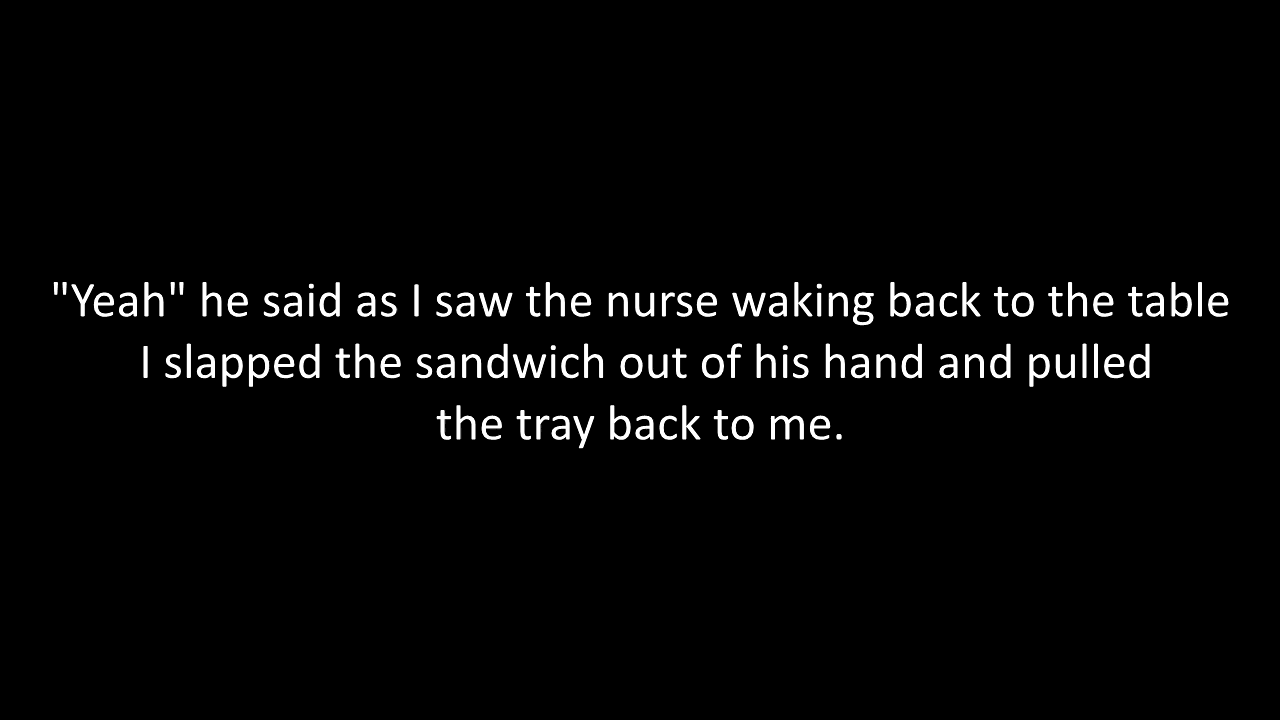 "Yeah" he said as I saw the nurse waking back to the table
I slapped the sandwich out of his hand and pulled
the tray back to me.